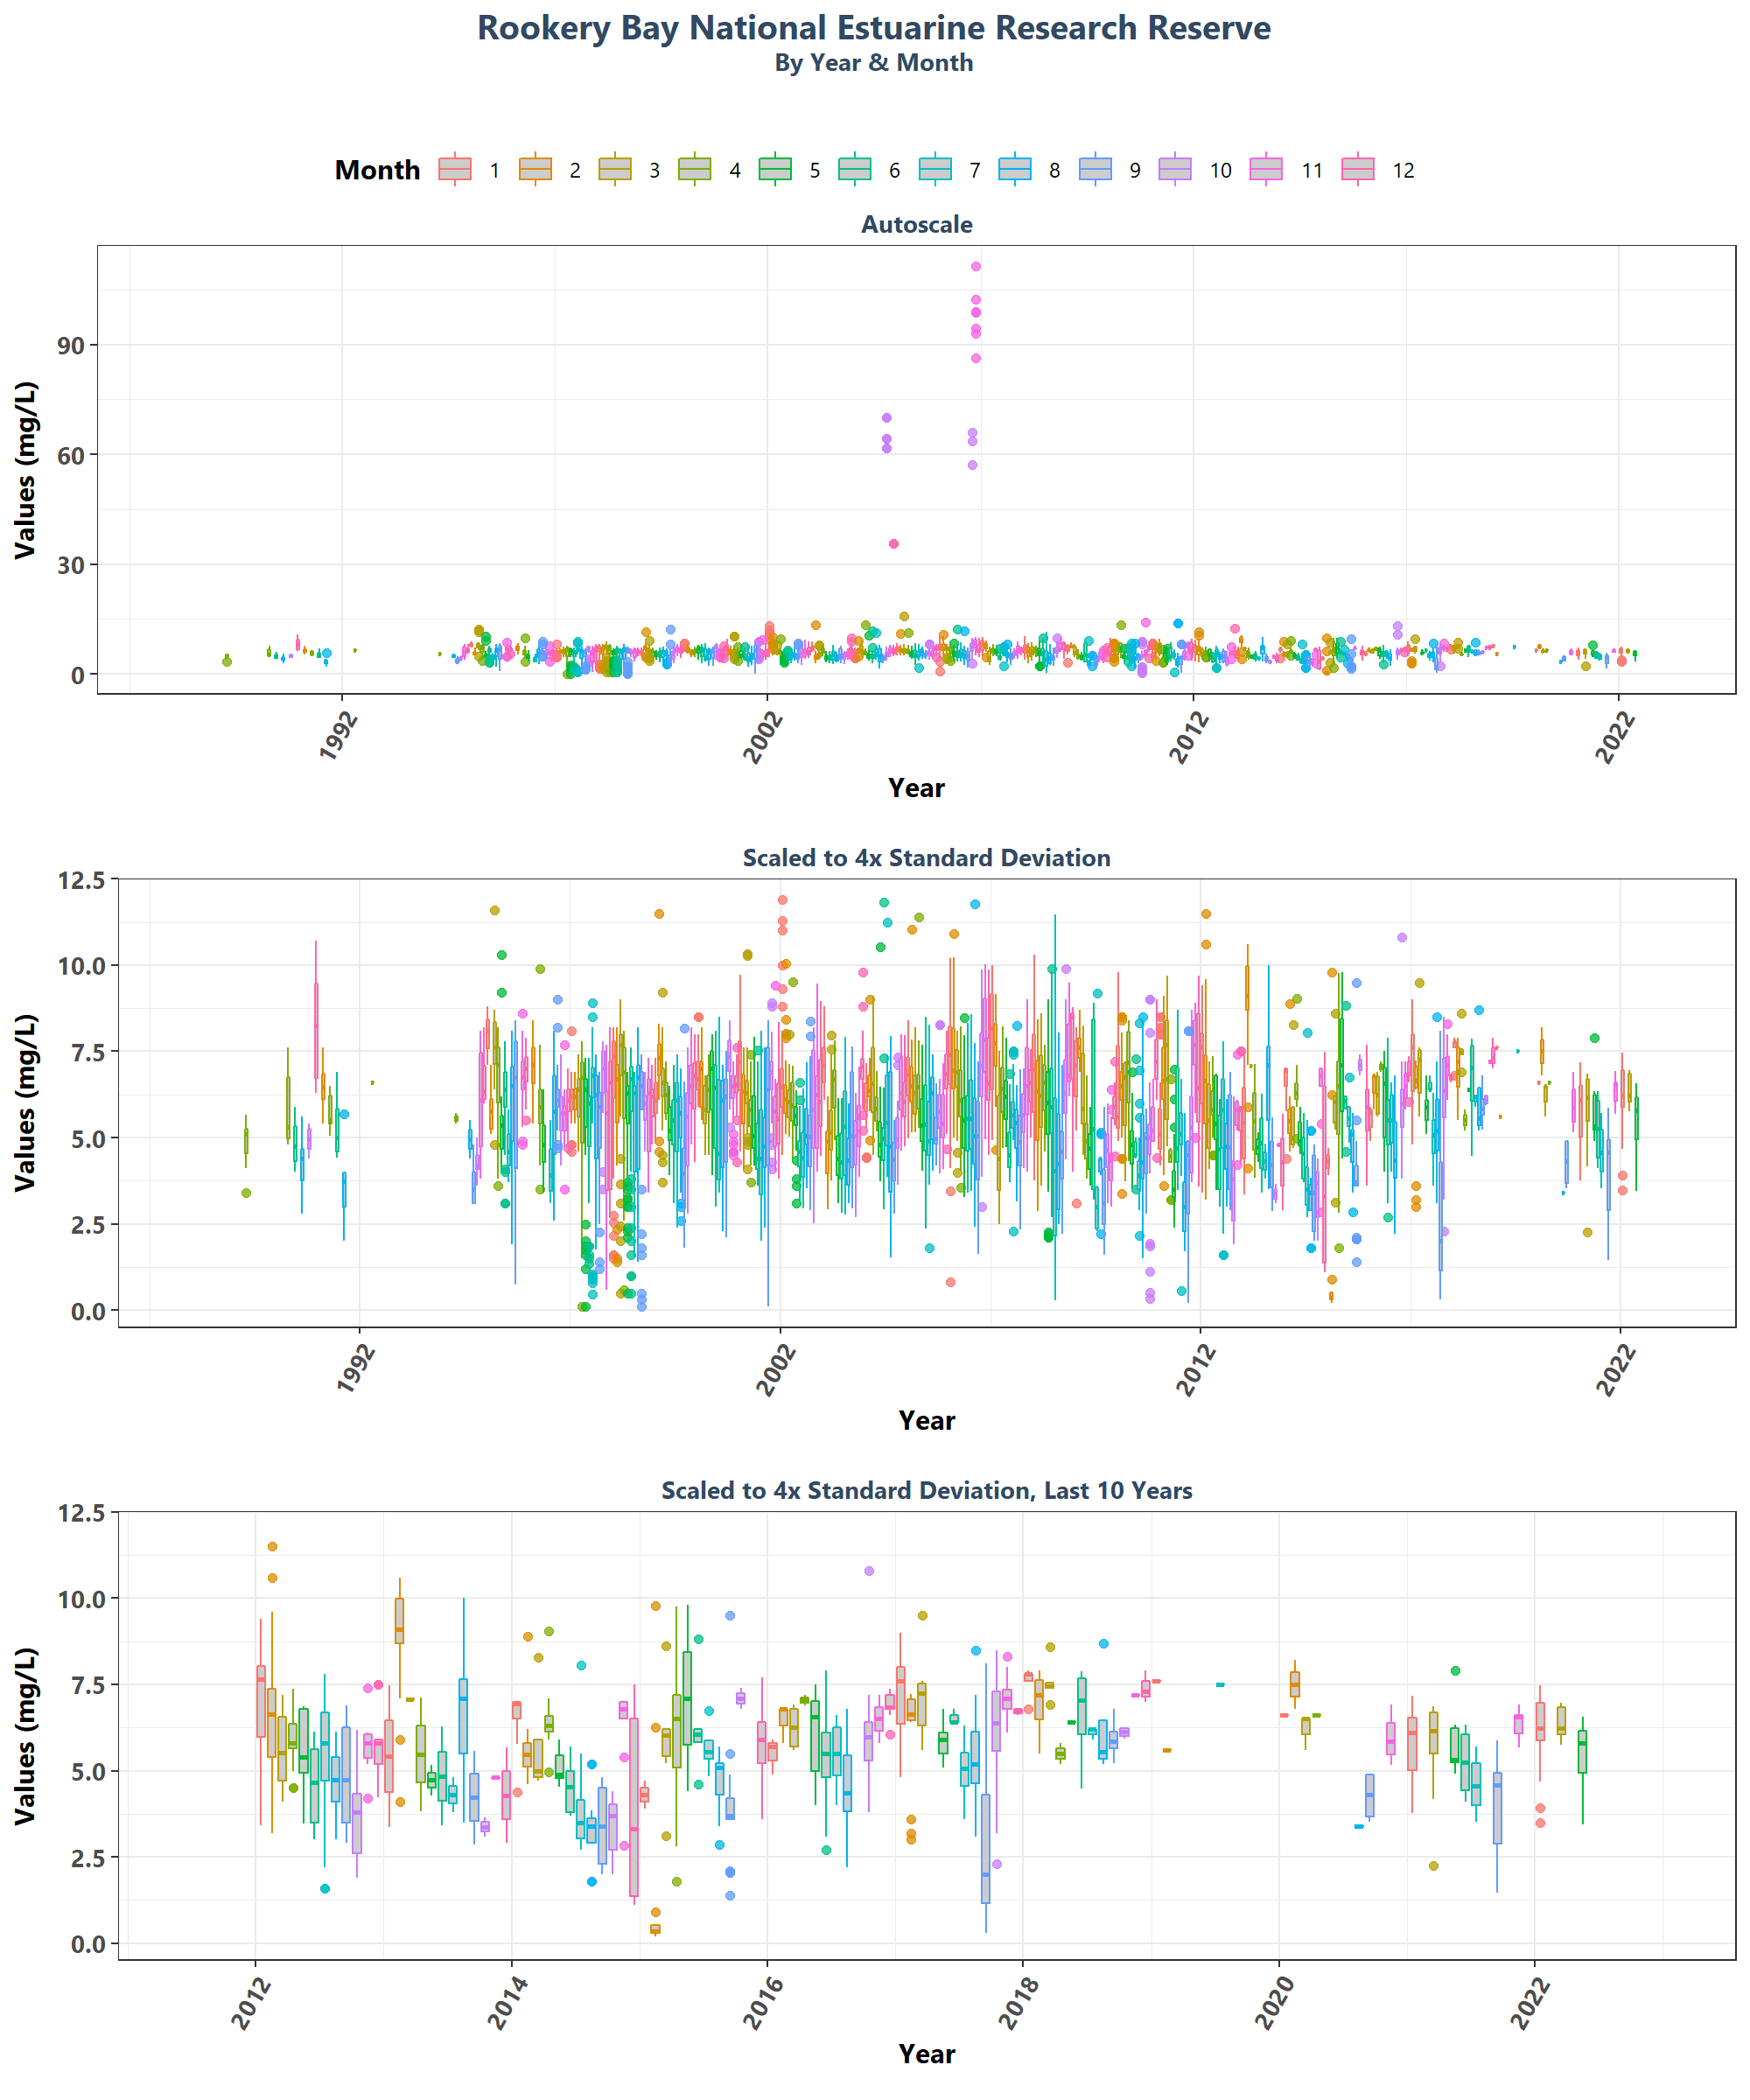 Rookery Bay National Estuarine Research Reserve
By Year & Month
Month 1 2 3 4 5 6 7 8 9 10 11 12
Autoscale
Values (mg/L)
90
60
30
0
1992 2002 2012 2022
Year
Scaled to 4x Standard Deviation
Values (mg/L)
12.5
10.0
7.5
5.0
2.5
0.0
1992 2002 2012 2022
Year
Scaled to 4x Standard Deviation, Last 10 Years
Values (mg/L)
12.5
10.0
7.5
5.0
2.5
0.0
2012 2014 2016 2018 2020 2022
Year